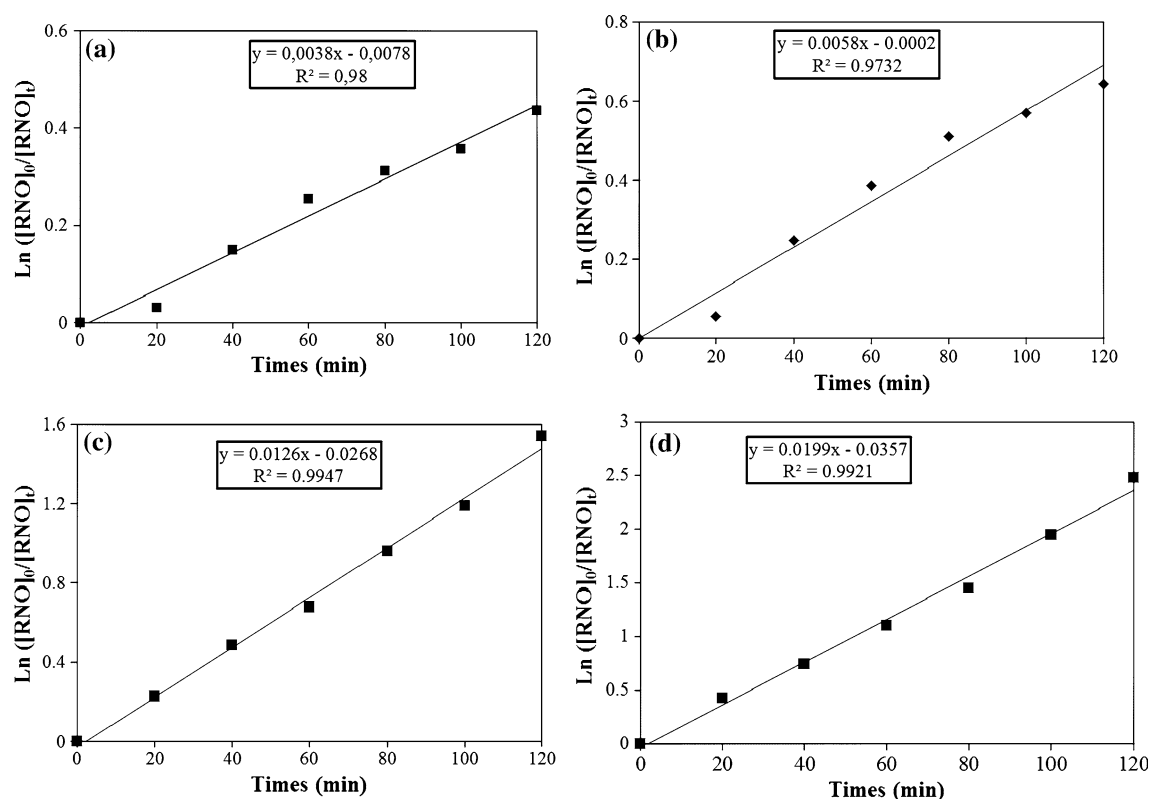 (a)
y = 0,0038x - 0,0078
R² = 0,98
0.6
0.4
0.2
0
Ln ([RNO]₀/[RNO]ₜ)
0 20 40 60 80 100 120
Times (min)
(b)
y = 0.0058x - 0.0002
R² = 0.9732
0.8
0.6
0.4
0.2
0
Ln ([RNO]₀/[RNO]ₜ)
0 20 40 60 80 100 120
Times (min)
(c)
y = 0.0126x - 0.0268
R² = 0.9947
1.6
1.2
0.8
0.4
0
Ln ([RNO]₀/[RNO]ₜ)
0 20 40 60 80 100 120
Times (min)
(d)
y = 0.0199x - 0.0357
R² = 0.9921
3
2.5
2
1.5
1
0.5
0
Ln ([RNO]₀/[RNO]ₜ)
0 20 40 60 80 100 120
Times (min)